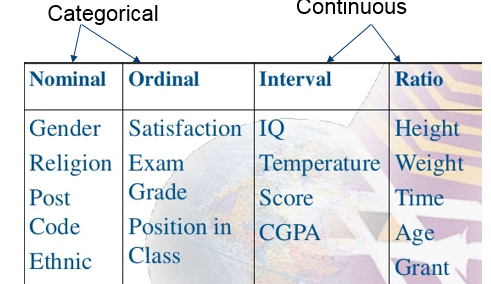 Categorical
Continuous
Nominal
Ordinal
Interval
Ratio
Gender
Religion
Post
Code
Ethnic
Satisfaction
Exam
Grade
Position in
Class
IQ
Temperature
Score
CGPA
Height
Weight
Time
Age
Grant